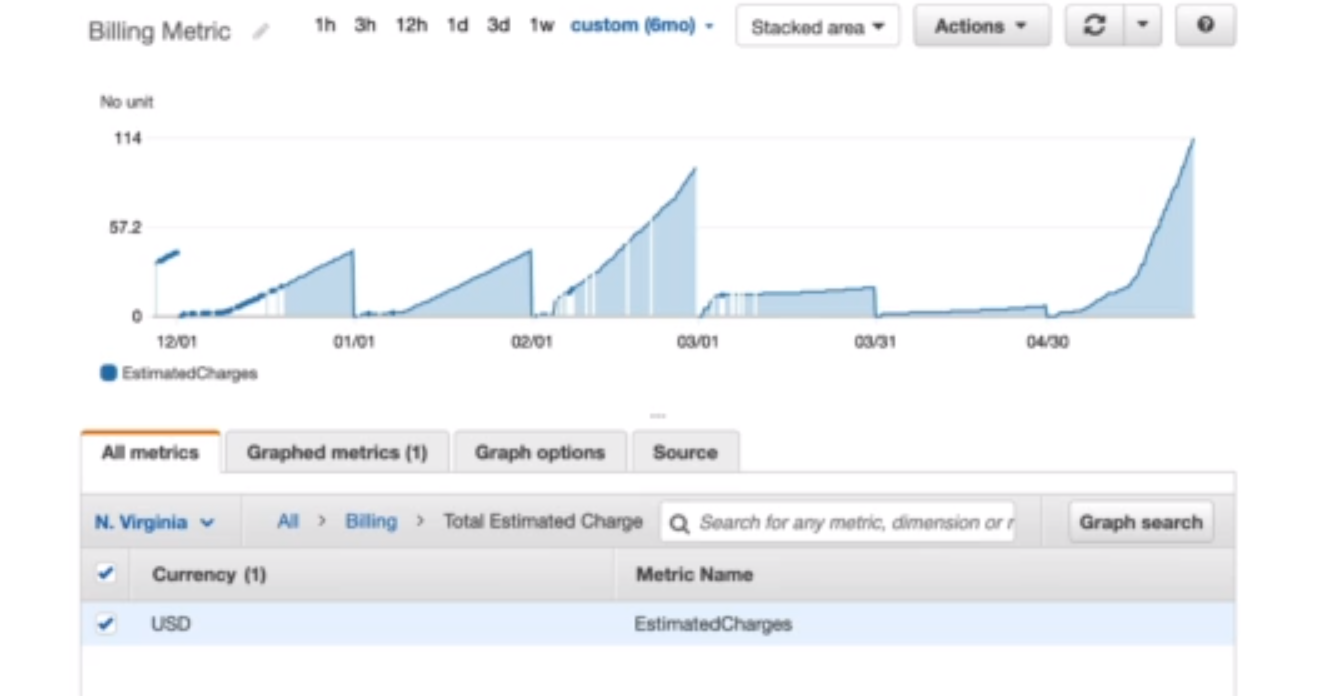 Billing Metric 1h 3h 12h 1d 3d 1w custom (6mo) Stacked area Actions
No unit
114
57.2
0
12/01 01/01 02/01 03/01 03/31 04/30
EstimatedCharges
All metrics Graphed metrics (1) Graph options Source
N. Virginia All > Billing > Total Estimated Charge Search for any metric, dimension or r Graph search
Currency (1) Metric Name
USD EstimatedCharges